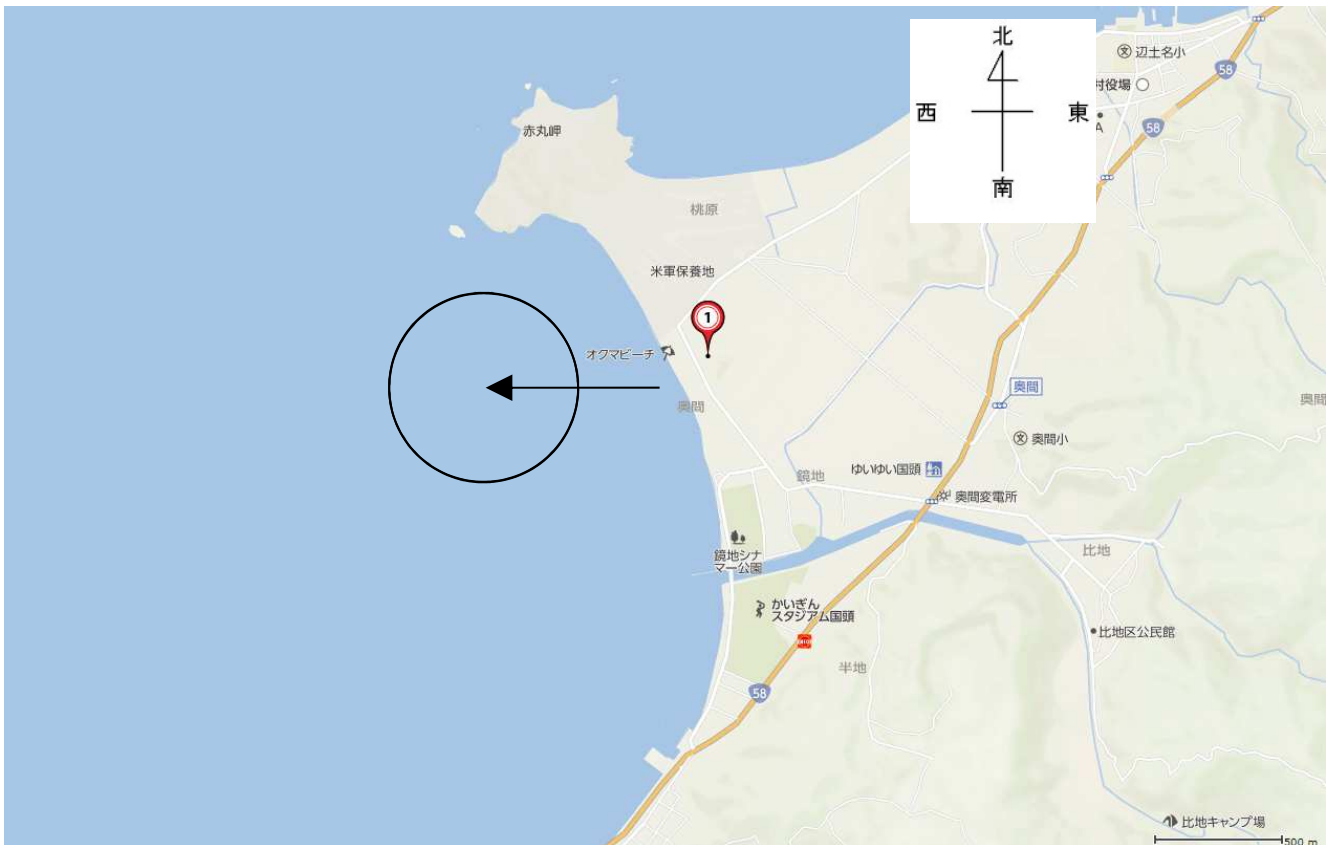 北
西
東
南
辺土名小
村役場
A
58
58
赤丸岬
桃原
米軍保養地
1
オクマビーチ
奥間
奥間
奥間
奥間小
ゆいゆい国頭
鏡地
奥間変電所
比地
鏡地シナ
マー公園
かいぎん
スタジアム国頭
比地区公民館
半地
58
比地キャンプ場
500 m